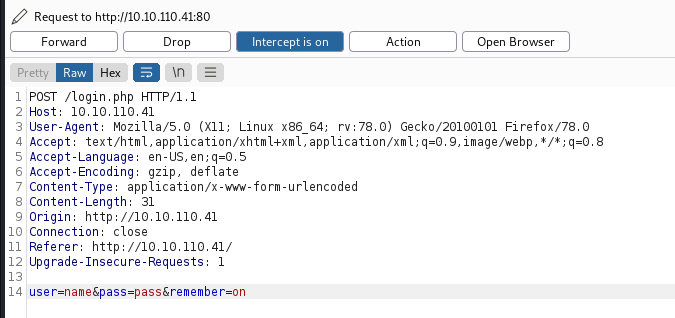 Request to http://10.10.110.41:80
Forward Drop Intercept is on Action Open Browser
Pretty Raw Hex \n
1 POST /login.php HTTP/1.1
2 Host: 10.10.110.41
3 User-Agent: Mozilla/5.0 (X11; Linux x86_64; rv:78.0) Gecko/20100101 Firefox/78.0
4 Accept: text/html,application/xhtml+xml,application/xml;q=0.9,image/webp,*/*;q=0.8
5 Accept-Language: en-US,en;q=0.5
6 Accept-Encoding: gzip, deflate
7 Content-Type: application/x-www-form-urlencoded
8 Content-Length: 31
9 Origin: http://10.10.110.41
10 Connection: close
11 Referer: http://10.10.110.41/
12 Upgrade-Insecure-Requests: 1
13
14 user=name&pass=pass&remember=on